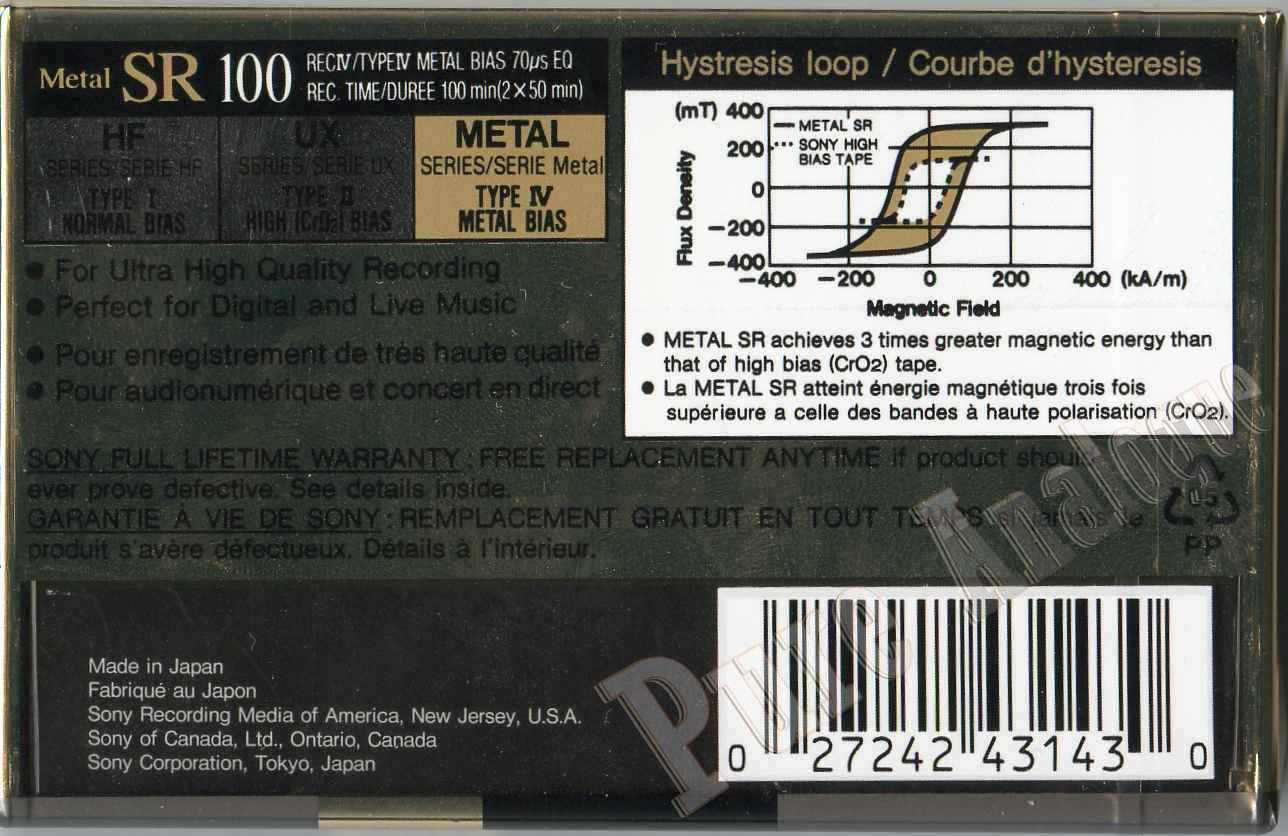 Metal SR 100 RECIV/TYPEIV METAL BIAS 70µs EQ
REC. TIME/DUREE 100 min(2×50 min)
HF
SERIES/SERIE HF
TYPE I
NORMAL BIAS
UX
SERIES/SERIE UX
TYPE II
HIGH (CrO2) BIAS
METAL
SERIES/SERIE Metal
TYPE IV
METAL BIAS
• For Ultra High Quality Recording
• Perfect for Digital and Live Music
• Pour enregistrement de très haute qualité
• Pour audionumérique et concert en direct
Hystresis loop / Courbe d'hysteresis
(mT) 400
200
0
−200
−400
Flux Density
METAL SR
SONY HIGH
BIAS TAPE
−400 −200 0 200 400 (kA/m)
Magnetic Field
• METAL SR achieves 3 times greater magnetic energy than
that of high bias (CrO2) tape.
• La METAL SR atteint énergie magnétique trois fois
supérieure a celle des bandes à haute polarisation (CrO2).
SONY FULL LIFETIME WARRANTY : FREE REPLACEMENT ANYTIME if product should
ever prove defective. See details inside.
GARANTIE À VIE DE SONY : REMPLACEMENT GRATUIT EN TOUT TEMPS si jamais le
produit s'avère défectueux. Détails à l'intérieur.
5
PP
Made in Japan
Fabriqué au Japon
Sony Recording Media of America, New Jersey, U.S.A.
Sony of Canada, Ltd., Ontario, Canada
Sony Corporation, Tokyo, Japan
0 27242 43143 0
Pure Analogue